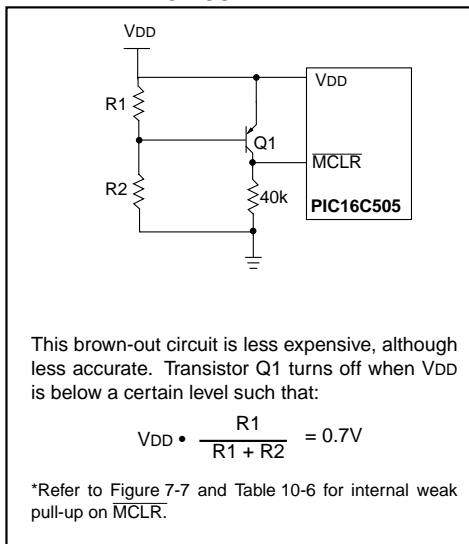 VDD
VDD
R1
Q1
MCLR
R2
40k
PIC16C505
This brown-out circuit is less expensive, although
less accurate. Transistor Q1 turns off when VDD
is below a certain level such that:
VDD • R1 / R1 + R2 = 0.7V
*Refer to Figure 7-7 and Table 10-6 for internal weak
pull-up on MCLR.